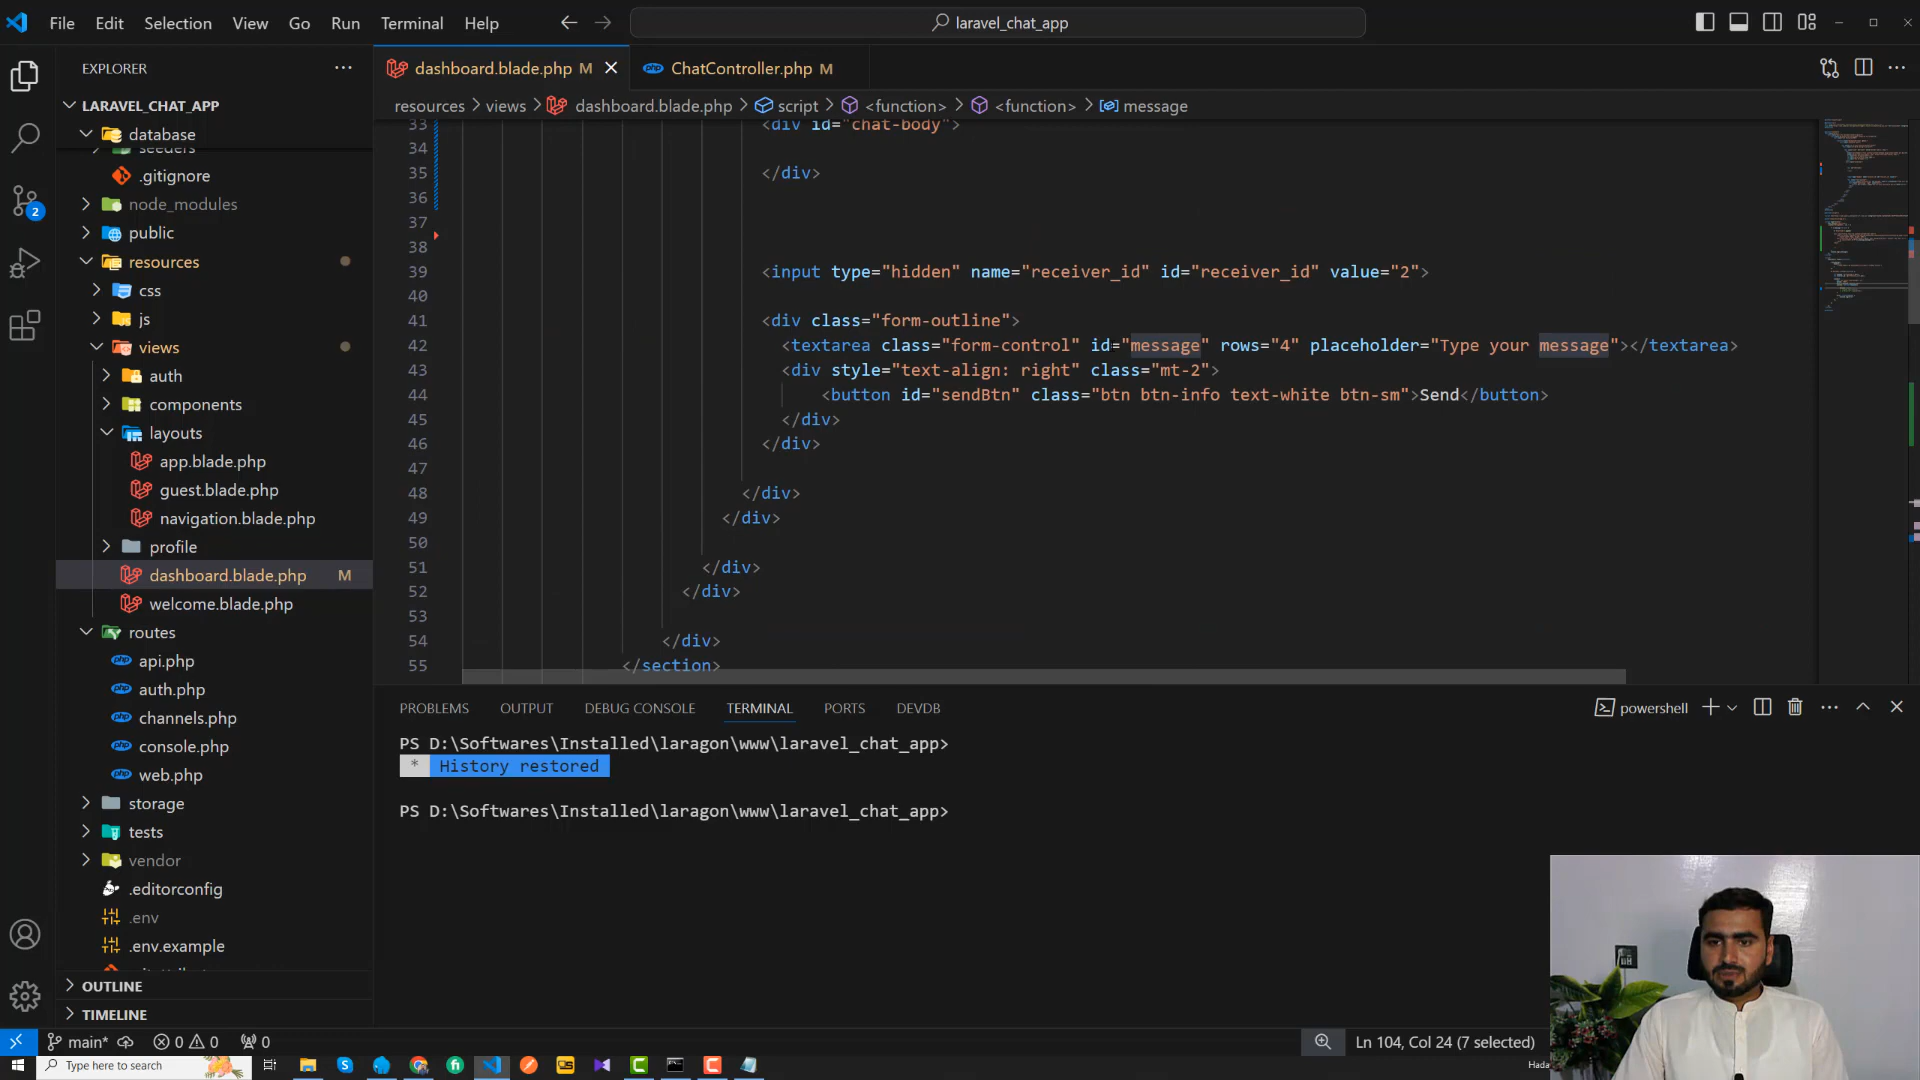 File Edit Selection View Go Run Terminal Help
laravel_chat_app
EXPLORER
dashboard.blade.php M
ChatController.php M
LARAVEL_CHAT_APP
resources > views > dashboard.blade.php > script > <function> > <function> > message
database
seeders
.gitignore
node_modules
public
resources
css
js
views
auth
components
layouts
app.blade.php
guest.blade.php
navigation.blade.php
profile
dashboard.blade.php M
welcome.blade.php
routes
api.php
auth.php
channels.php
console.php
web.php
storage
tests
vendor
.editorconfig
.env
.env.example
OUTLINE
TIMELINE
33 <div id="chat-body">
34
35 </div>
36
37
38
39 <input type="hidden" name="receiver_id" id="receiver_id" value="2">
40
41 <div class="form-outline">
42 <textarea class="form-control" id="message" rows="4" placeholder="Type your message"></textarea>
43 <div style="text-align: right" class="mt-2">
44 <button id="sendBtn" class="btn btn-info text-white btn-sm">Send</button>
45 </div>
46 </div>
47
48 </div>
49 </div>
50
51 </div>
52 </div>
53
54 </div>
55 </section>
PROBLEMS OUTPUT DEBUG CONSOLE TERMINAL PORTS DEVDB
powershell
PS D:\Softwares\Installed\laragon\www\laravel_chat_app>
* History restored
PS D:\Softwares\Installed\laragon\www\laravel_chat_app>
2
main* 0 0 0
Ln 104, Col 24 (7 selected)
Type here to search